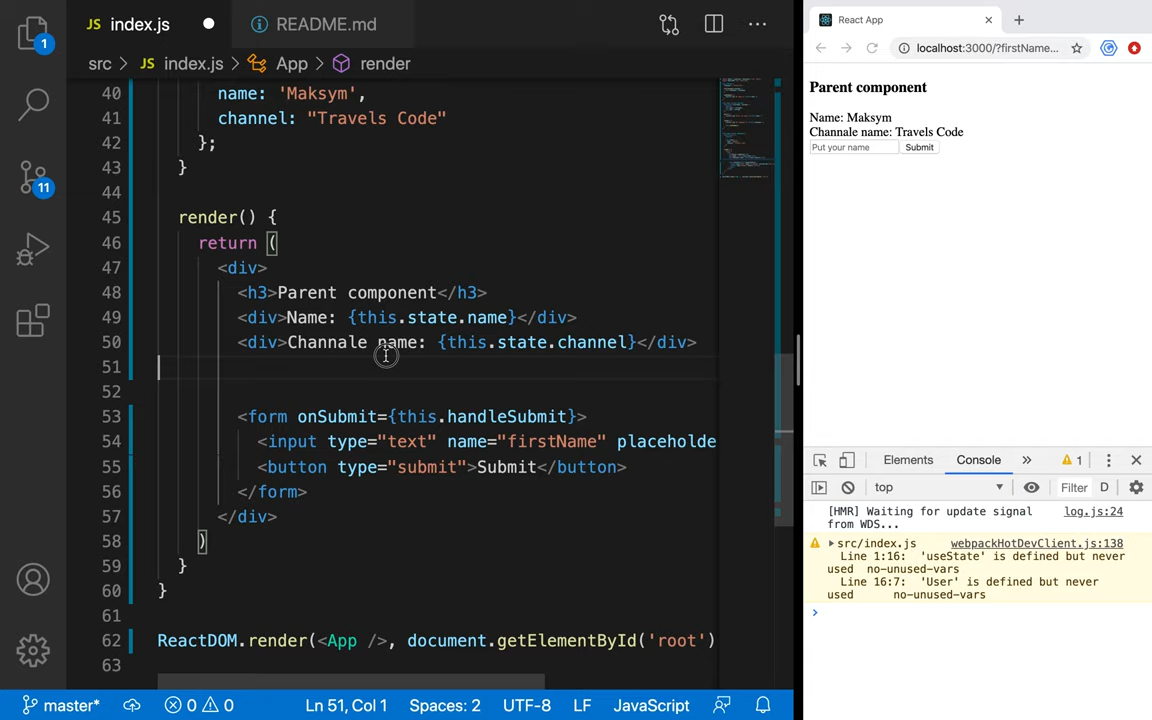 1
11
JS index.js
README.md
...
src > JS index.js > App > render
40 name: 'Maksym',
41 channel: "Travels Code"
42 };
43 }
44
45 render() {
46 return (
47 <div>
48 <h3>Parent component</h3>
49 <div>Name: {this.state.name}</div>
50 <div>Channale name: {this.state.channel}</div>
51
52
53 <form onSubmit={this.handleSubmit}>
54 <input type="text" name="firstName" placeholde
55 <button type="submit">Submit</button>
56 </form>
57 </div>
58 )
59 }
60 }
61
62 ReactDOM.render(<App />, document.getElementById('root')
63
master* 0 0 Ln 51, Col 1 Spaces: 2 UTF-8 LF JavaScript
React App
localhost:3000/?firstName...
Parent component
Name: Maksym
Channale name: Travels Code
Put your name Submit
Elements Console » 1
top Filter D
[HMR] Waiting for update signal log.js:24
from WDS...
src/index.js webpackHotDevClient.js:138
Line 1:16: 'useState' is defined but never
used no-unused-vars
Line 16:7: 'User' is defined but never
used no-unused-vars